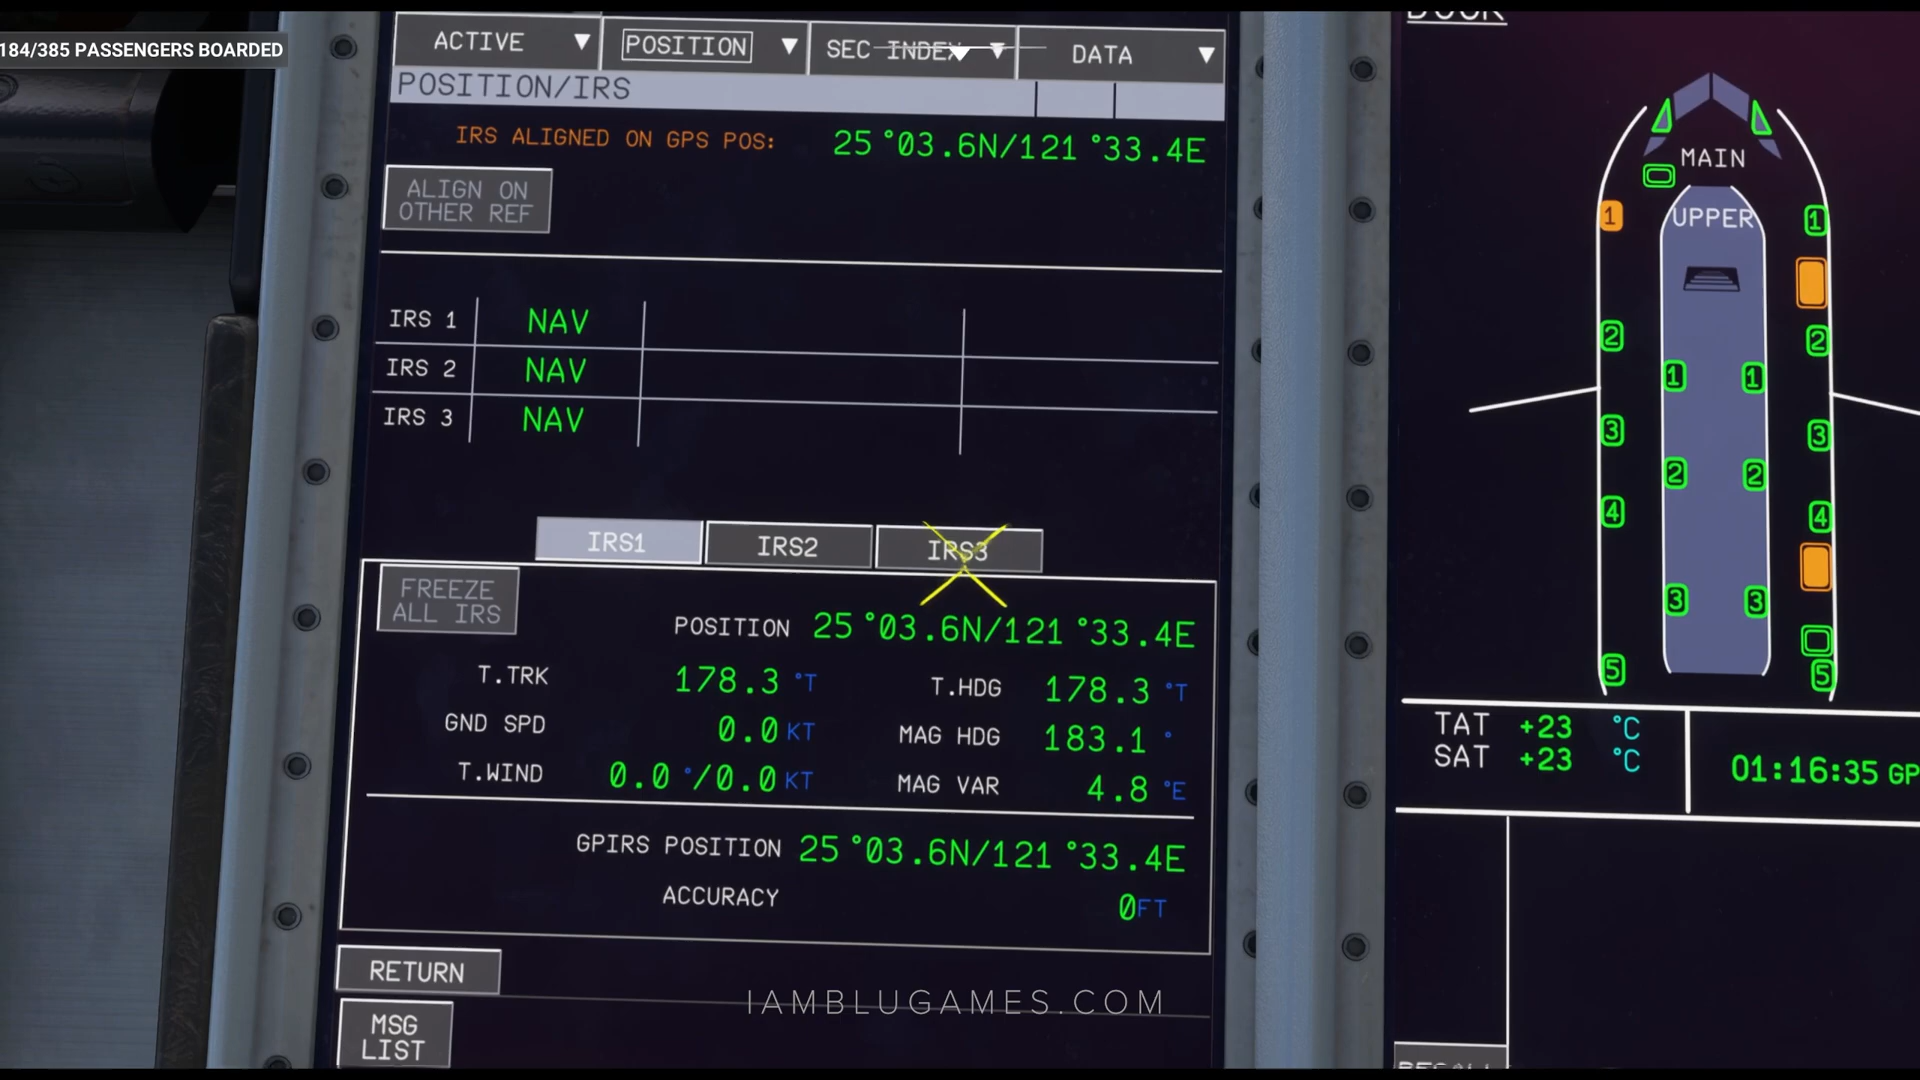 184/385 PASSENGERS BOARDED
ACTIVE POSITION SEC INDEX DATA
POSITION/IRS
IRS ALIGNED ON GPS POS: 25°03.6N/121°33.4E
ALIGN ON
OTHER REF
IRS 1 NAV
IRS 2 NAV
IRS 3 NAV
IRS1 IRS2 IRS3
FREEZE
ALL IRS
POSITION 25°03.6N/121°33.4E
T.TRK 178.3 °T T.HDG 178.3 °T
GND SPD 0.0 KT MAG HDG 183.1 °
T.WIND 0.0°/0.0 KT MAG VAR 4.8 °E
GPIRS POSITION 25°03.6N/121°33.4E
ACCURACY 0FT
RETURN
MSG
LIST
IAMBLUGAMES.COM
MAIN
UPPER
1 1
2 2
1 1
3 3
2 2
4 4
3 3
5 5
TAT +23 °C
SAT +23 °C
01:16:35 GP